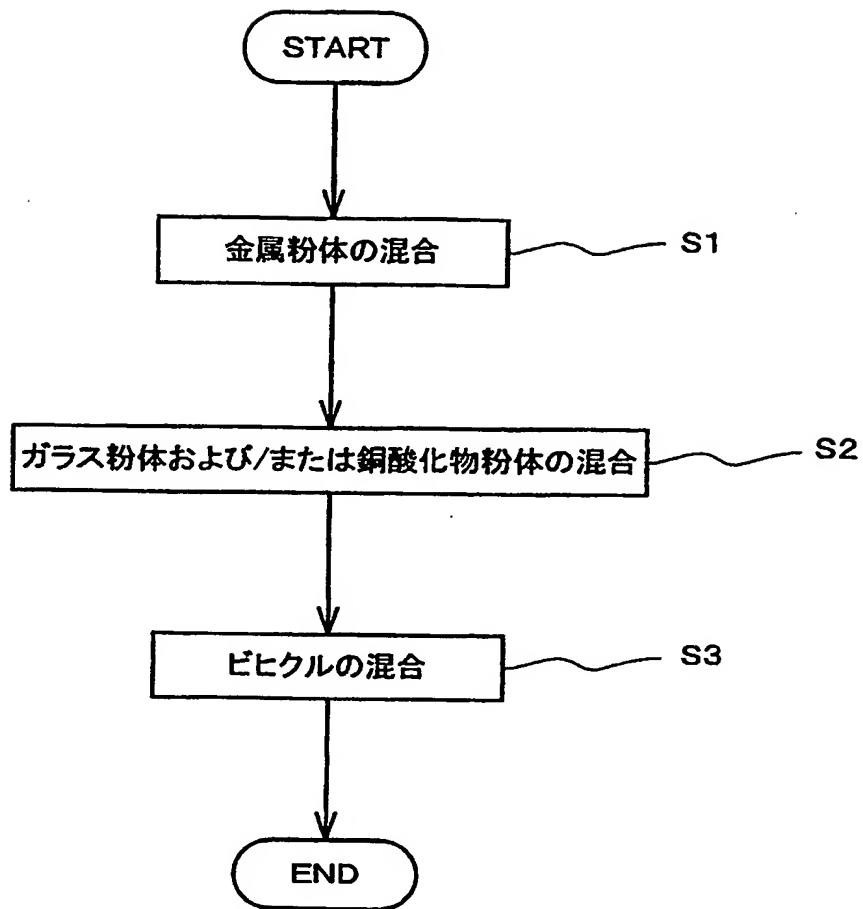 START
金属粉体の混合
S1
ガラス粉体および/または銅酸化物粉体の混合
S2
ビヒクルの混合
S3
END